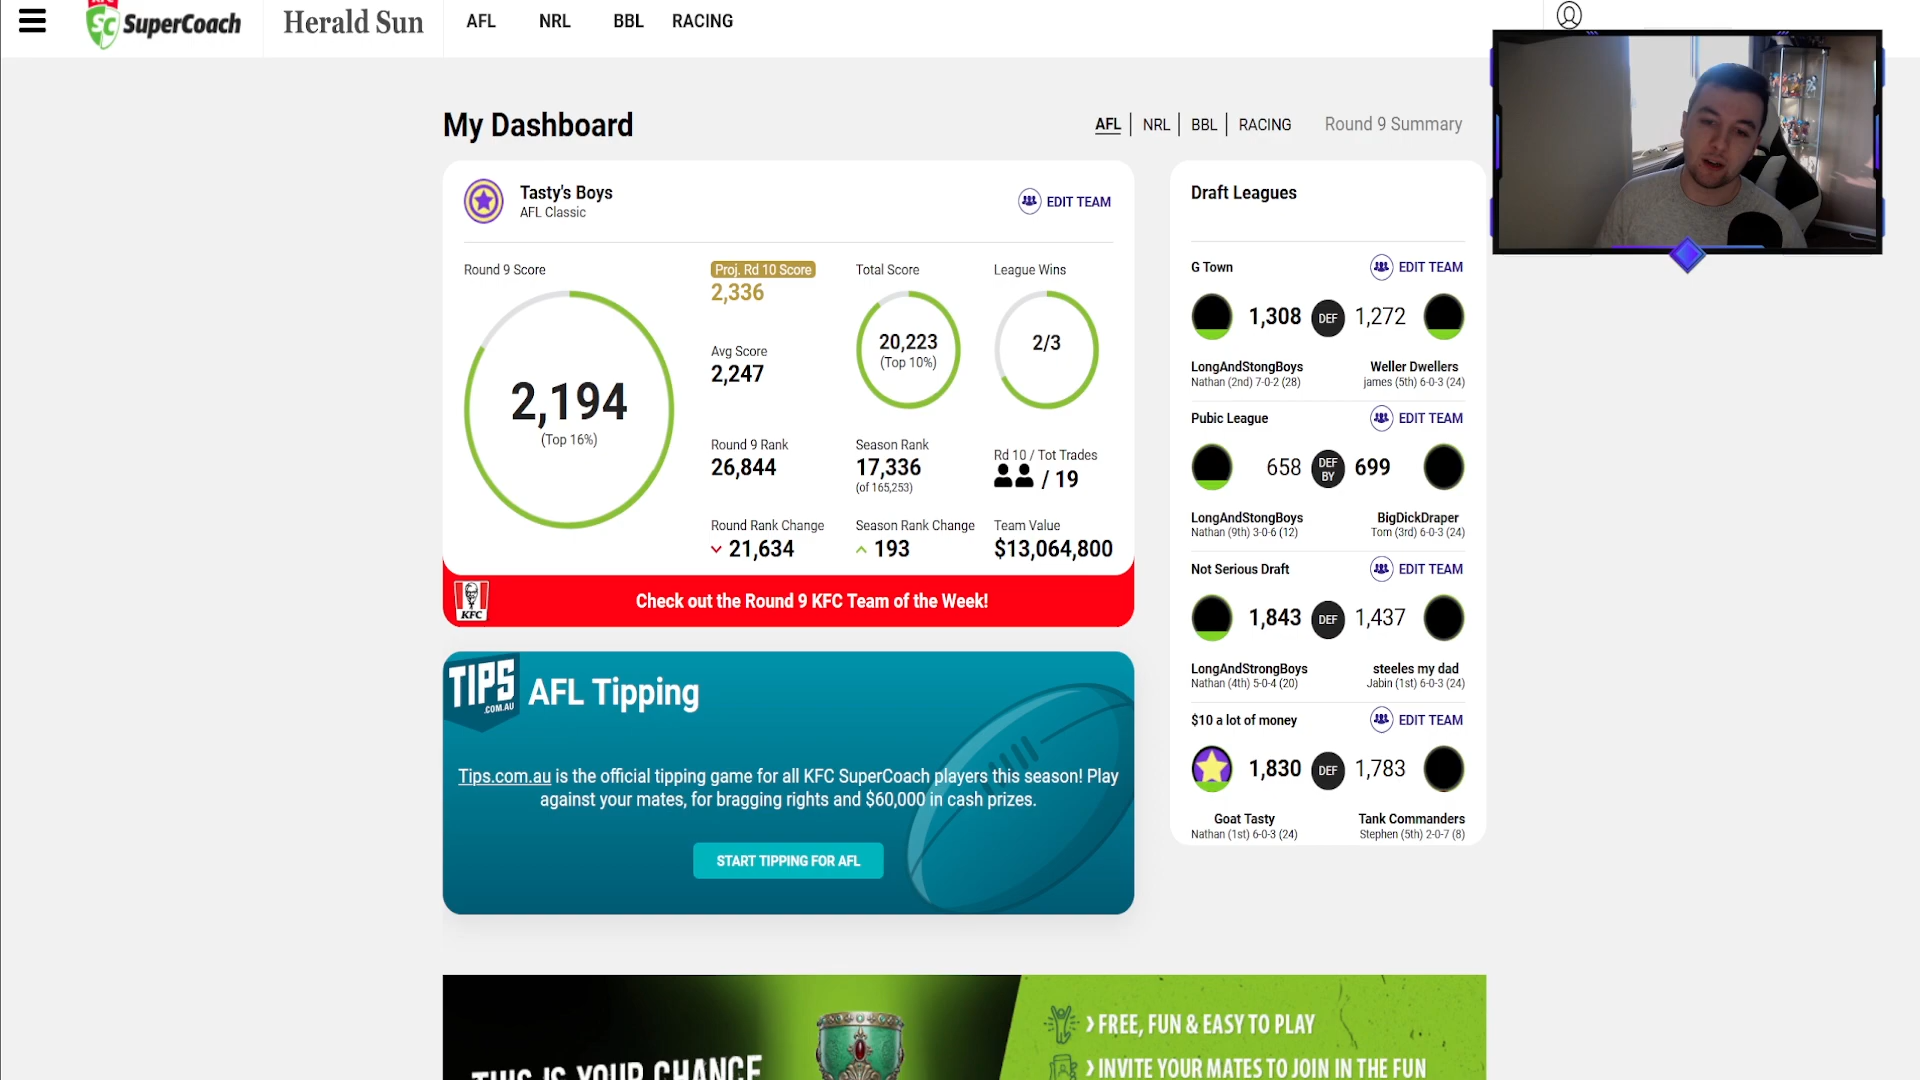 KFC
SC SuperCoach
Herald Sun
AFL
NRL
BBL
RACING
My Dashboard
AFL
NRL
BBL
RACING
Round 9 Summary
Tasty's Boys
AFL Classic
EDIT TEAM
Round 9 Score
2,194
(Top 16%)
Proj. Rd 10 Score
2,336
Avg Score
2,247
Round 9 Rank
26,844
Round Rank Change
21,634
Total Score
20,223
(Top 10%)
Season Rank
17,336
(of 165,253)
Season Rank Change
193
League Wins
2/3
Rd 10 / Tot Trades
/ 19
Team Value
$13,064,800
KFC
Check out the Round 9 KFC Team of the Week!
TIPS
.COM.AU
AFL Tipping
Tips.com.au is the official tipping game for all KFC SuperCoach players this season! Play
against your mates, for bragging rights and $60,000 in cash prizes.
START TIPPING FOR AFL
Draft Leagues
G Town
EDIT TEAM
1,308
DEF
1,272
LongAndStongBoys
Weller Dwellers
Nathan (2nd) 7-0-2 (28)
james (5th) 6-0-3 (24)
Pubic League
EDIT TEAM
658
DEF
BY
699
LongAndStongBoys
BigDickDraper
Nathan (9th) 3-0-6 (12)
Tom (3rd) 6-0-3 (24)
Not Serious Draft
EDIT TEAM
1,843
DEF
1,437
LongAndStrongBoys
steeles my dad
Nathan (4th) 5-0-4 (20)
Jabin (1st) 6-0-3 (24)
$10 a lot of money
EDIT TEAM
1,830
DEF
1,783
Goat Tasty
Tank Commanders
Nathan (1st) 6-0-3 (24)
Stephen (5th) 2-0-7 (8)
THIS IS YOUR CHANCE
FREE, FUN & EASY TO PLAY
INVITE YOUR MATES TO JOIN IN THE FUN